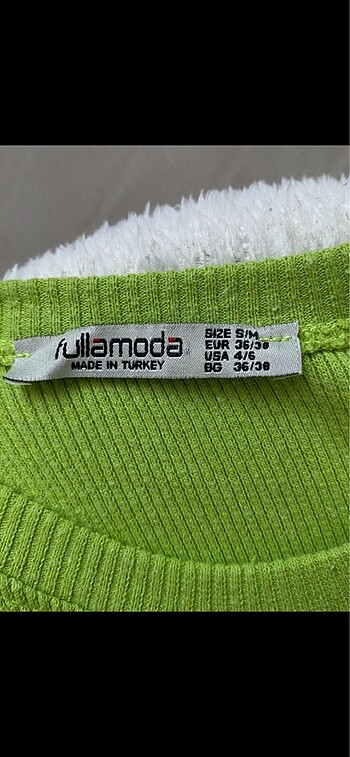 fullamoda
MADE IN TURKEY
SIZE S/M
EUR 36/38
USA 4/6
BG 36/38